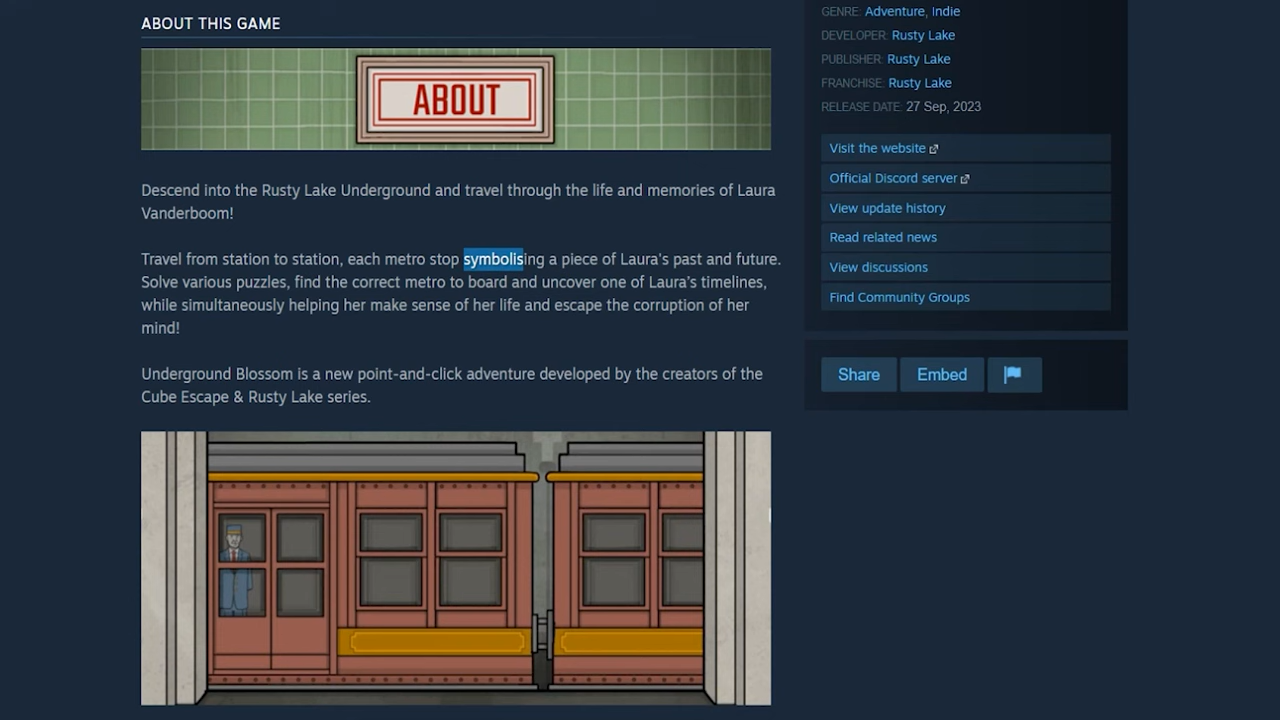 ABOUT THIS GAME
ABOUT
Descend into the Rusty Lake Underground and travel through the life and memories of Laura
Vanderboom!
Travel from station to station, each metro stop symbolising a piece of Laura's past and future.
Solve various puzzles, find the correct metro to board and uncover one of Laura's timelines,
while simultaneously helping her make sense of her life and escape the corruption of her
mind!
Underground Blossom is a new point-and-click adventure developed by the creators of the
Cube Escape & Rusty Lake series.
GENRE: Adventure, Indie
DEVELOPER: Rusty Lake
PUBLISHER: Rusty Lake
FRANCHISE: Rusty Lake
RELEASE DATE: 27 Sep, 2023
Visit the website
Official Discord server
View update history
Read related news
View discussions
Find Community Groups
Share Embed